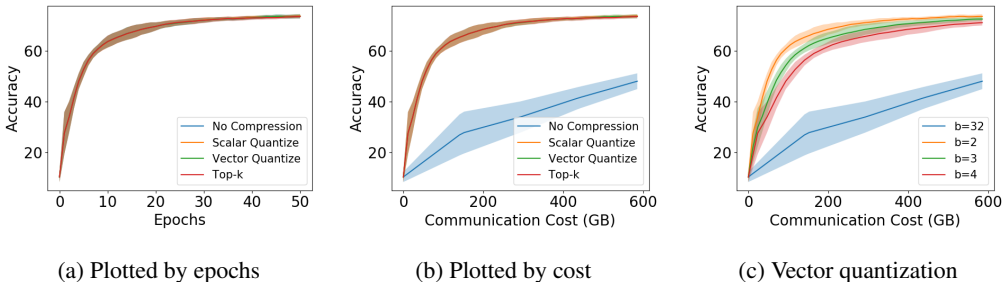 Accuracy
60
40
20
0
10
20
30
40
50
Epochs
No Compression
Scalar Quantize
Vector Quantize
Top-k
(a) Plotted by epochs
Accuracy
60
40
20
0
200
400
600
Communication Cost (GB)
No Compression
Scalar Quantize
Vector Quantize
Top-k
(b) Plotted by cost
Accuracy
60
40
20
0
200
400
600
Communication Cost (GB)
b=32
b=2
b=3
b=4
(c) Vector quantization